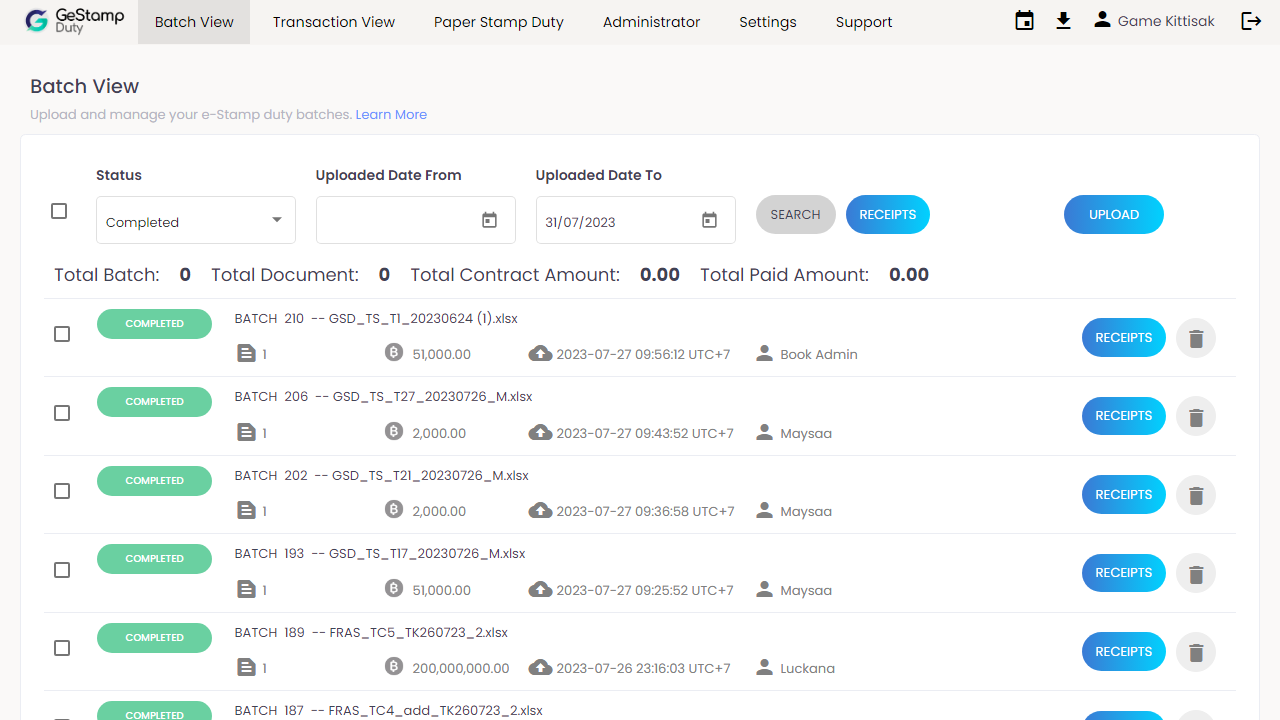 GeStamp
Duty
Batch View
Transaction View
Paper Stamp Duty
Administrator
Settings
Support
Game Kittisak
Batch View
Upload and manage your e-Stamp duty batches. Learn More
Status
Uploaded Date From
Uploaded Date To
Completed
31/07/2023
SEARCH
RECEIPTS
UPLOAD
Total Batch: 0 Total Document: 0 Total Contract Amount: 0.00 Total Paid Amount: 0.00
COMPLETED
BATCH 210 -- GSD_TS_T1_20230624 (1).xlsx
1
51,000.00
2023-07-27 09:56:12 UTC+7
Book Admin
RECEIPTS
COMPLETED
BATCH 206 -- GSD_TS_T27_20230726_M.xlsx
1
2,000.00
2023-07-27 09:43:52 UTC+7
Maysaa
RECEIPTS
COMPLETED
BATCH 202 -- GSD_TS_T21_20230726_M.xlsx
1
2,000.00
2023-07-27 09:36:58 UTC+7
Maysaa
RECEIPTS
COMPLETED
BATCH 193 -- GSD_TS_T17_20230726_M.xlsx
1
51,000.00
2023-07-27 09:25:52 UTC+7
Maysaa
RECEIPTS
COMPLETED
BATCH 189 -- FRAS_TC5_TK260723_2.xlsx
1
200,000,000.00
2023-07-26 23:16:03 UTC+7
Luckana
RECEIPTS
COMPLETED
BATCH 187 -- FRAS_TC4_add_TK260723_2.xlsx